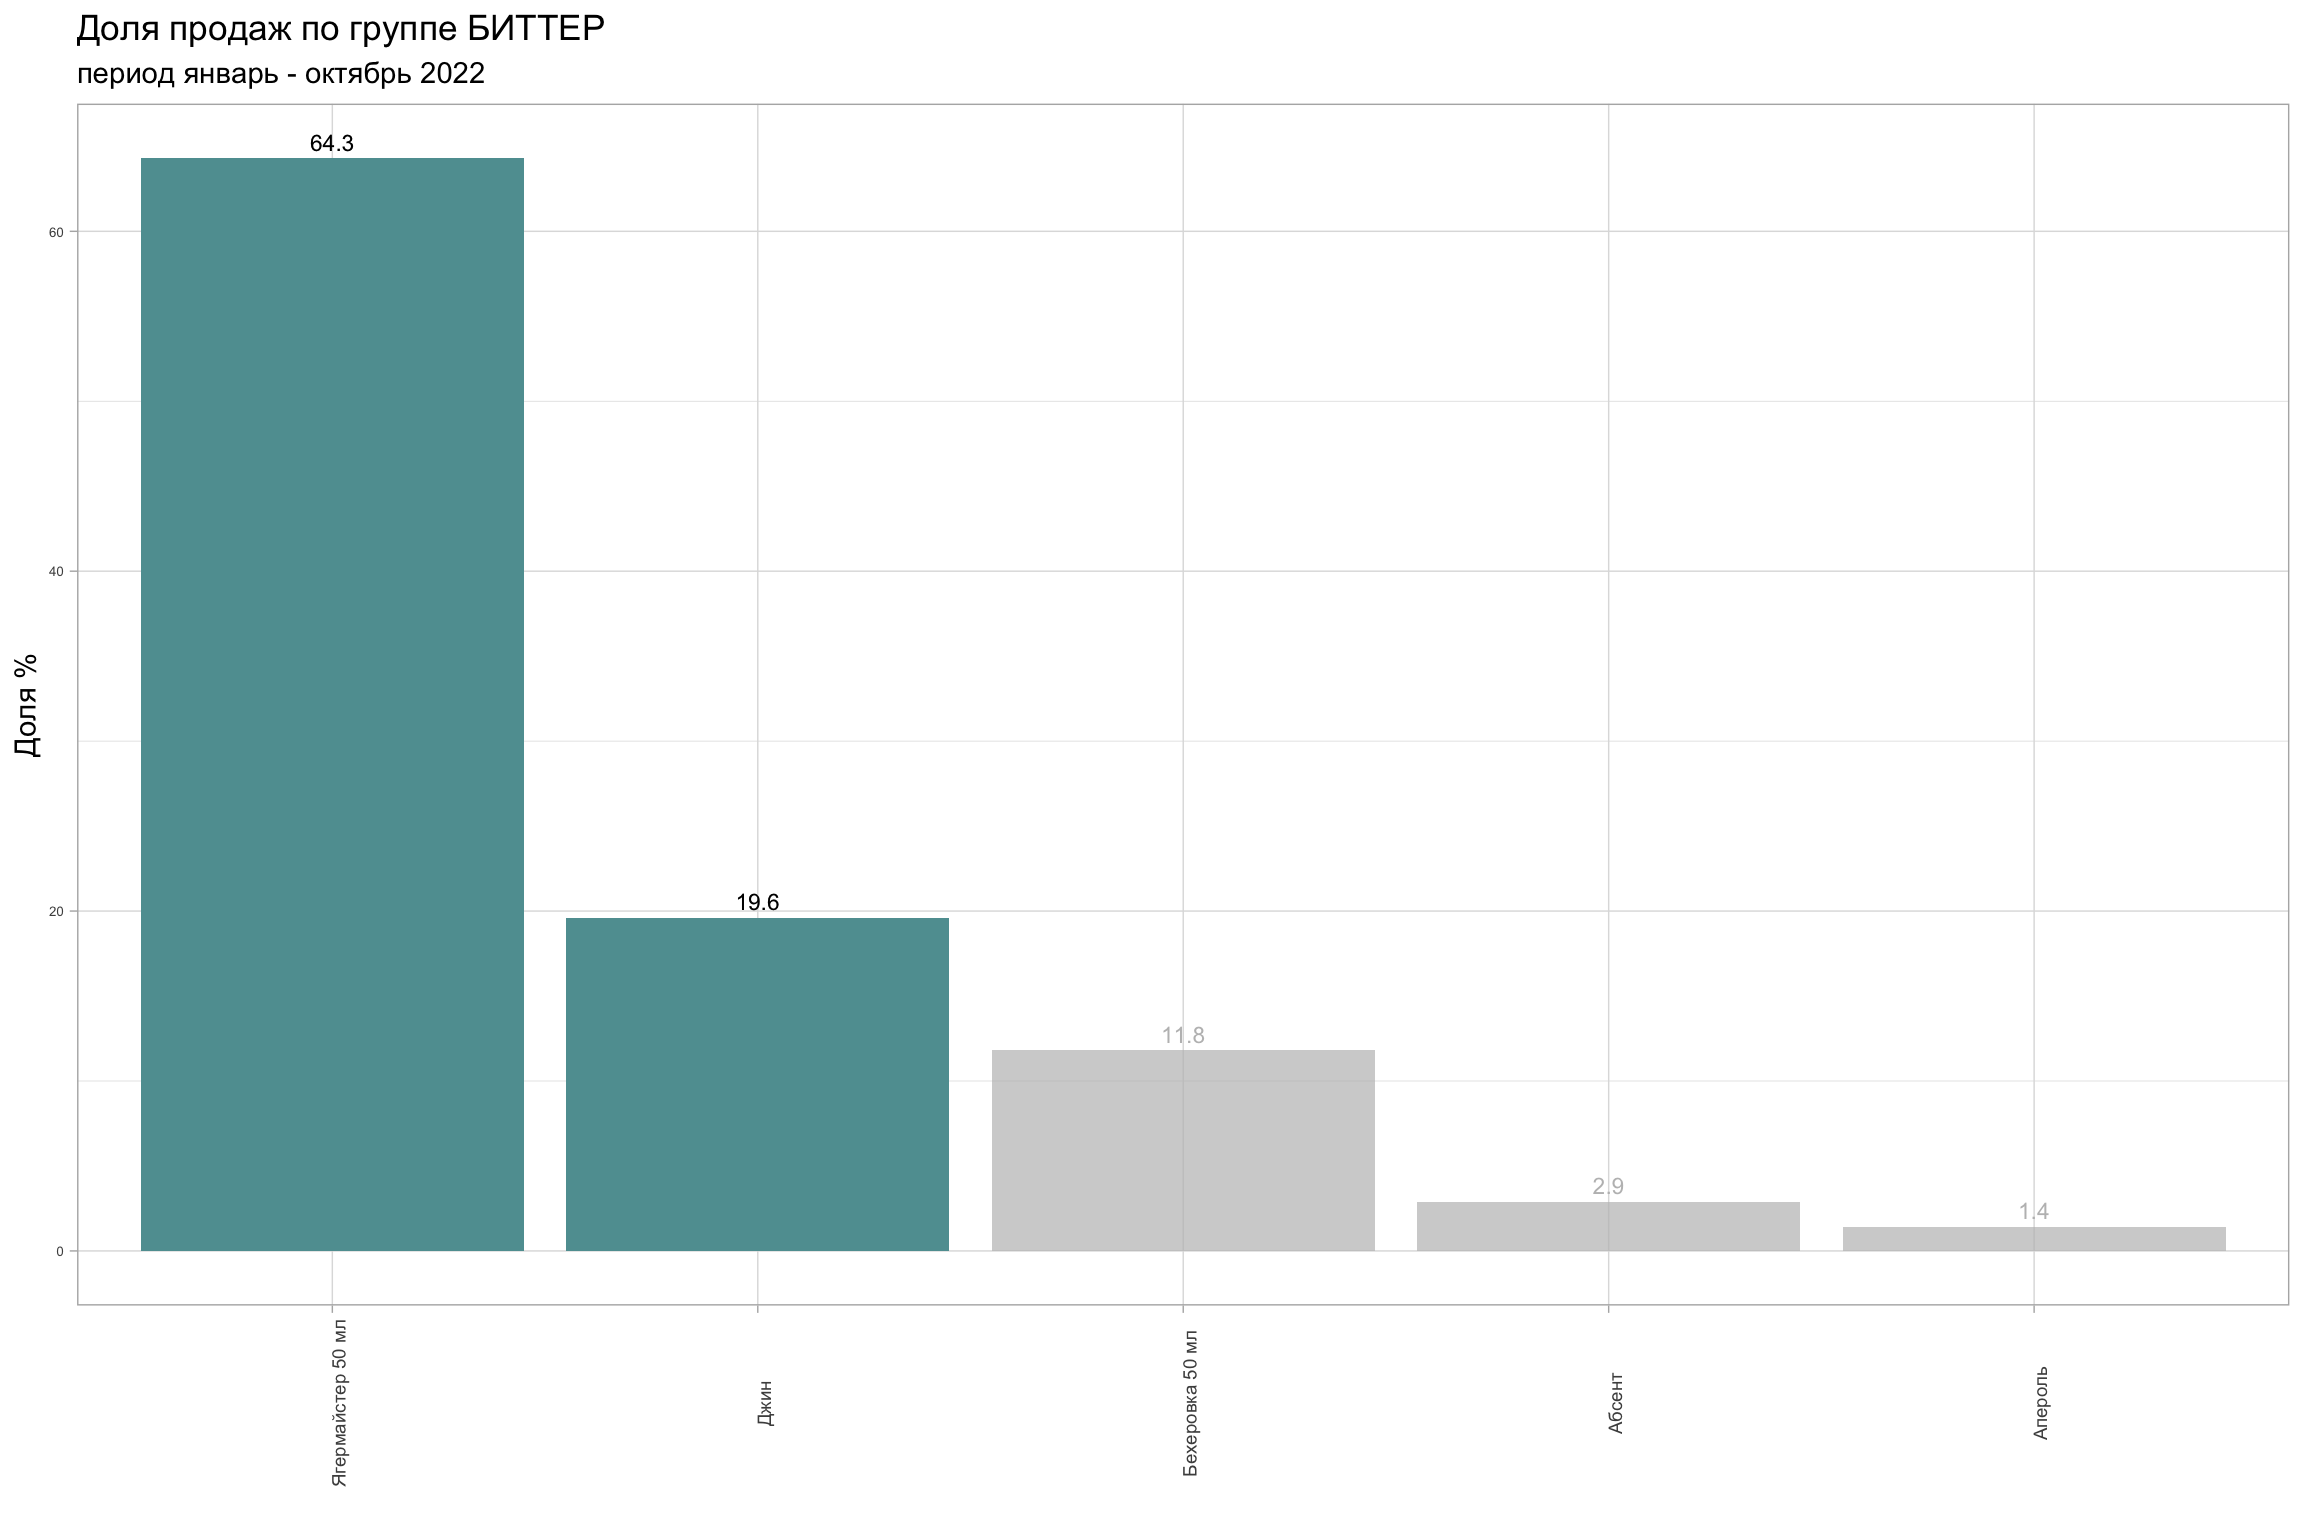 Доля продаж по группе БИТТЕР
период январь - октябрь 2022
Доля %
60
40
20
0
64.3
19.6
11.8
2.9
1.4
Ягермайстер 50 мл
Джин
Бехеровка 50 мл
Абсент
Апероль